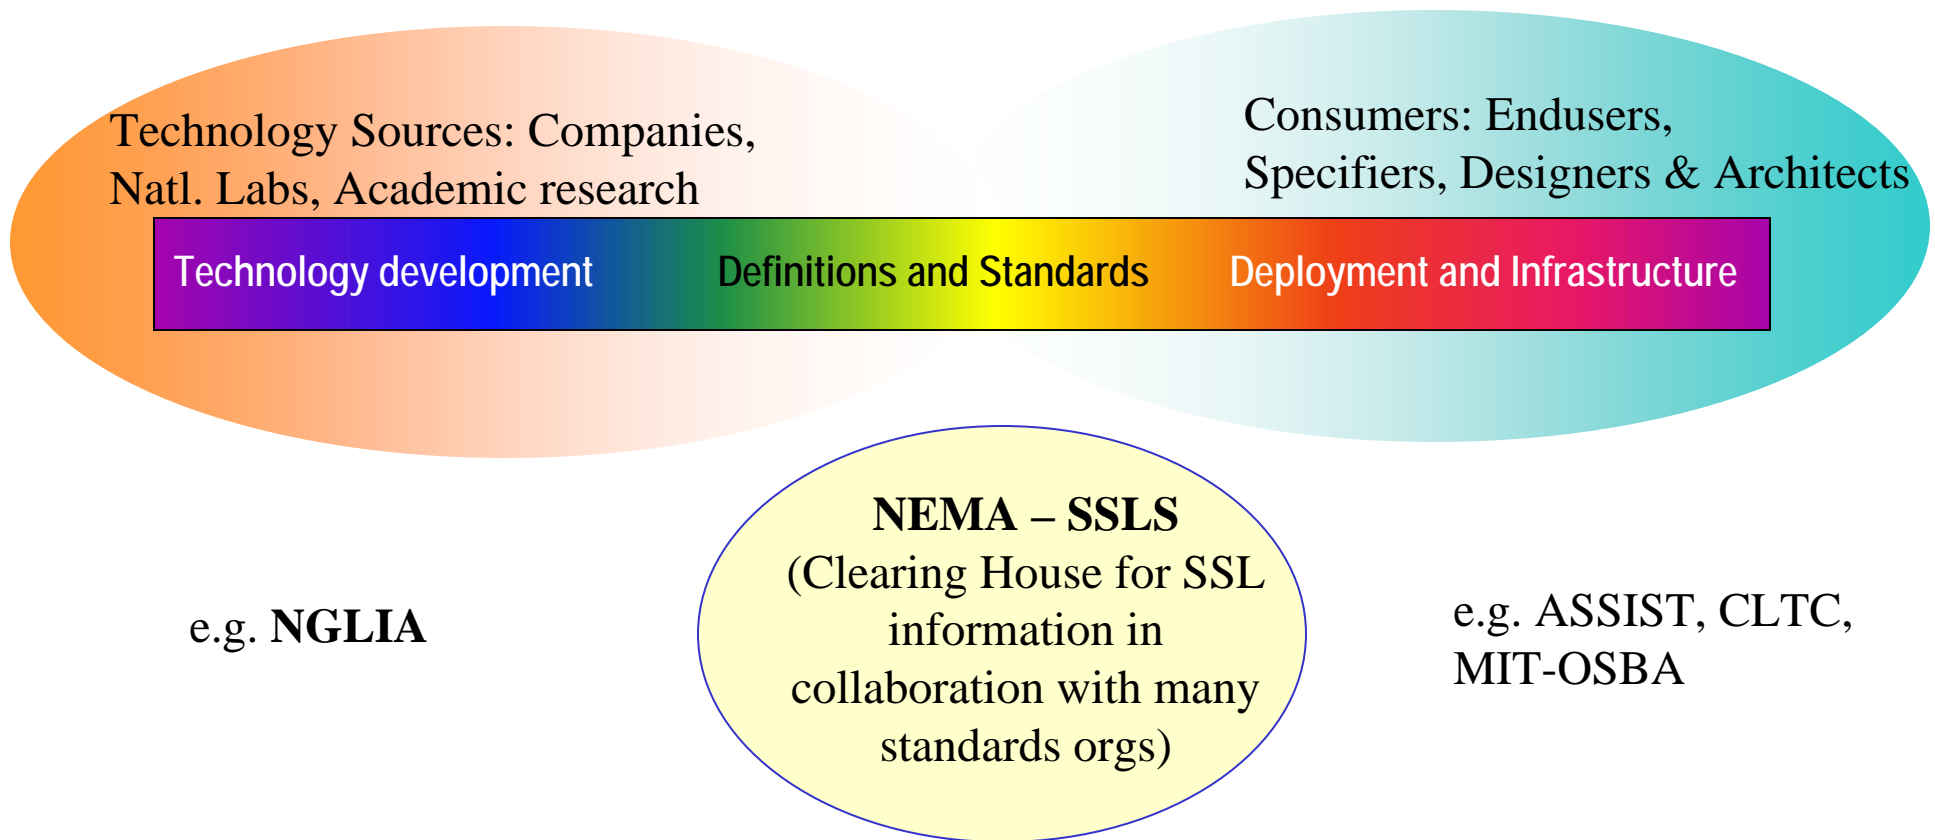 Technology Sources: Companies,
Natl. Labs, Academic research
Consumers: Endusers,
Specifiers, Designers & Architects
Technology development
Definitions and Standards
Deployment and Infrastructure
e.g. NGLIA
NEMA – SSLS
(Clearing House for SSL
information in
collaboration with many
standards orgs)
e.g. ASSIST, CLTC,
MIT-OSBA